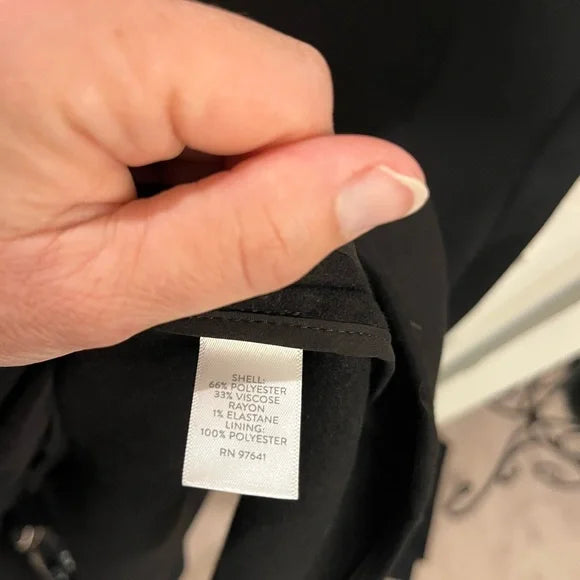 SHELL:
66% POLYESTER
33% VISCOSE
RAYON
1% ELASTANE
LINING:
100% POLYESTER
RN 97641